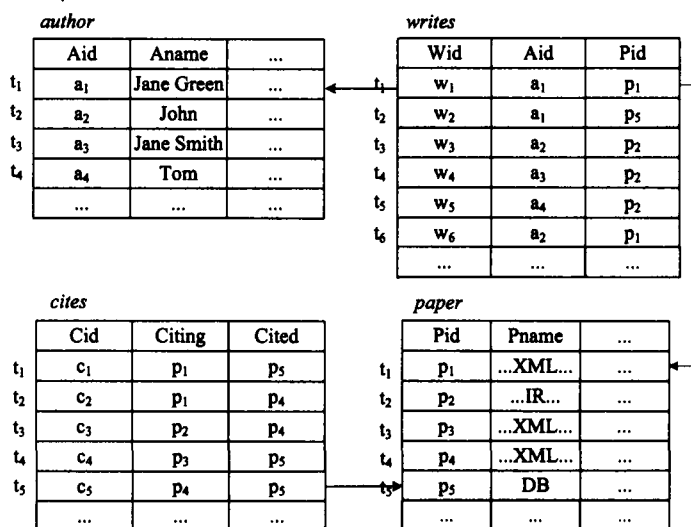 author
Aid Aname ...
t1 a1 Jane Green
t2 a2 John ...
t3 a3 Jane Smith ...
t4 a4 Tom ...
... ... ...
writes
Wid Aid Pid
t1 w1 a1 p1
t2 w2 a1 p5
t3 w3 a2 p2
t4 w4 a3 p2
t5 w5 a4 p2
t6 w6 a2 p1
... ... ...
cites
Cid Citing Cited
t1 c1 p1 p5
t2 c2 p1 p4
t3 c3 p2 p4
t4 c4 p3 p5
t5 c5 p4 p5
... ... ...
paper
Pid Pname ...
t1 p1 ...XML... ...
t2 p2 ...IR... ...
t3 p3 ...XML... ...
t4 p4 ...XML... ...
t5 p5 DB ...
... ... ...